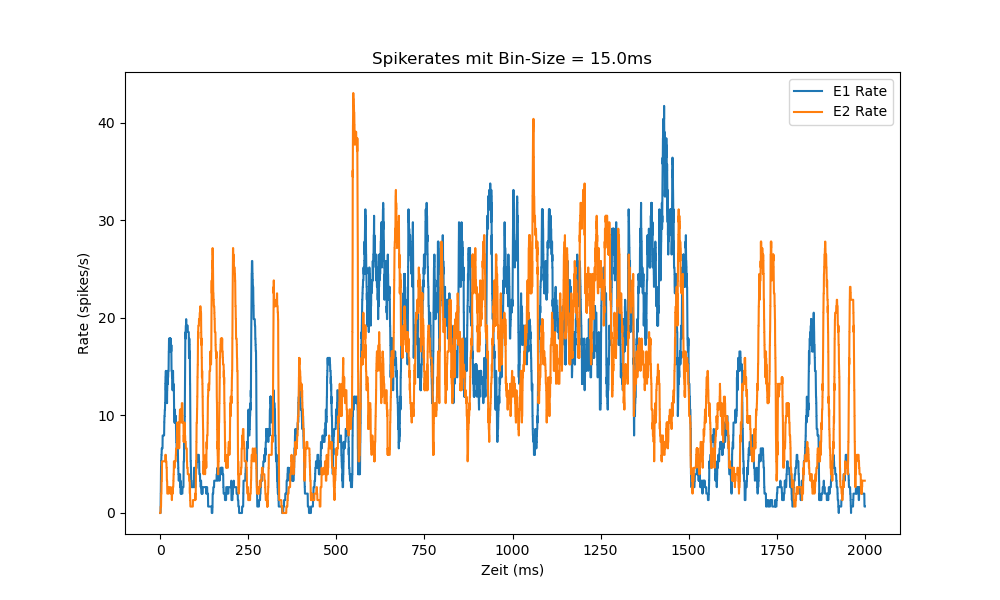 Spikerates mit Bin-Size = 15.0ms
E1 Rate
E2 Rate
40
30
20
10
0
Rate (spikes/s)
0 250 500 750 1000 1250 1500 1750 2000
Zeit (ms)